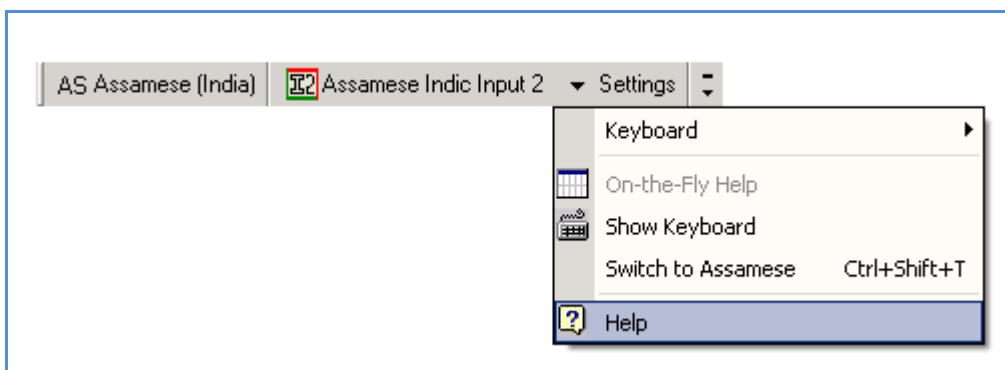 AS Assamese (India) I2 Assamese Indic Input 2 Settings
Keyboard
On-the-Fly Help
Show Keyboard
Switch to Assamese Ctrl+Shift+T
? Help